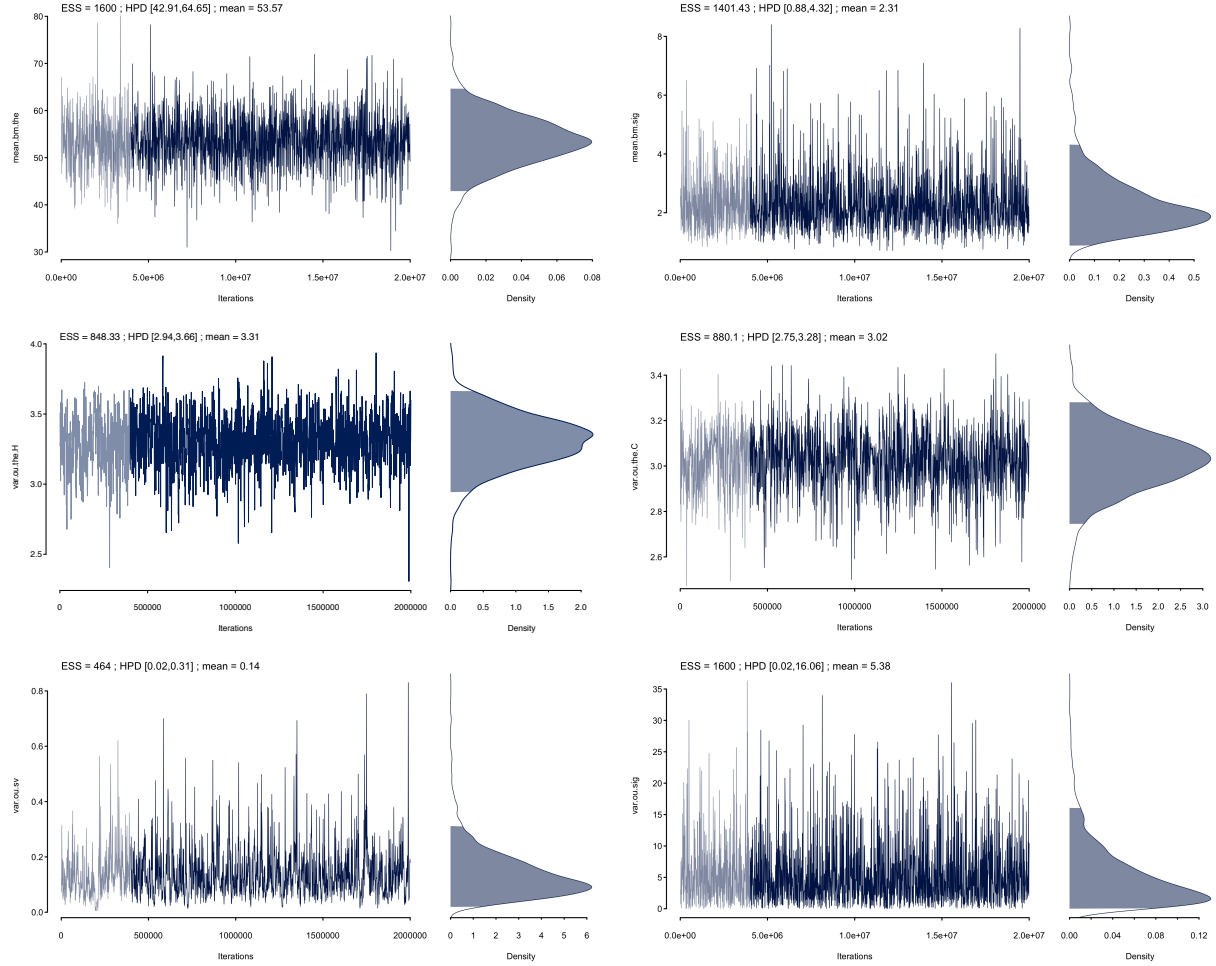 ESS = 1600 ; HPD [42.91,64.65] ; mean = 53.57
mean.bm.the
80
70
60
50
40
30
0.0e+00 5.0e+06 1.0e+07 1.5e+07 2.0e+07
Iterations
0.00 0.02 0.04 0.06 0.08
Density
ESS = 1401.43 ; HPD [0.88,4.32] ; mean = 2.31
mean.bm.sig
8
6
4
2
0.0e+00 5.0e+06 1.0e+07 1.5e+07 2.0e+07
Iterations
0.0 0.1 0.2 0.3 0.4 0.5
Density
ESS = 848.33 ; HPD [2.94,3.66] ; mean = 3.31
var.ou.the.H
4.0
3.5
3.0
2.5
0 500000 1000000 1500000 2000000
Iterations
0.0 0.5 1.0 1.5 2.0
Density
ESS = 880.1 ; HPD [2.75,3.28] ; mean = 3.02
var.ou.the.C
3.4
3.2
3.0
2.8
2.6
0 500000 1000000 1500000 2000000
Iterations
0.0 0.5 1.0 1.5 2.0 2.5 3.0
Density
ESS = 464 ; HPD [0.02,0.31] ; mean = 0.14
var.ou.sv
0.8
0.6
0.4
0.2
0.0
0 500000 1000000 1500000 2000000
Iterations
0 1 2 3 4 5 6
Density
ESS = 1600 ; HPD [0.02,16.06] ; mean = 5.38
var.ou.sig
35
30
25
20
15
10
5
0
0.0e+00 5.0e+06 1.0e+07 1.5e+07 2.0e+07
Iterations
0.00 0.04 0.08 0.12
Density